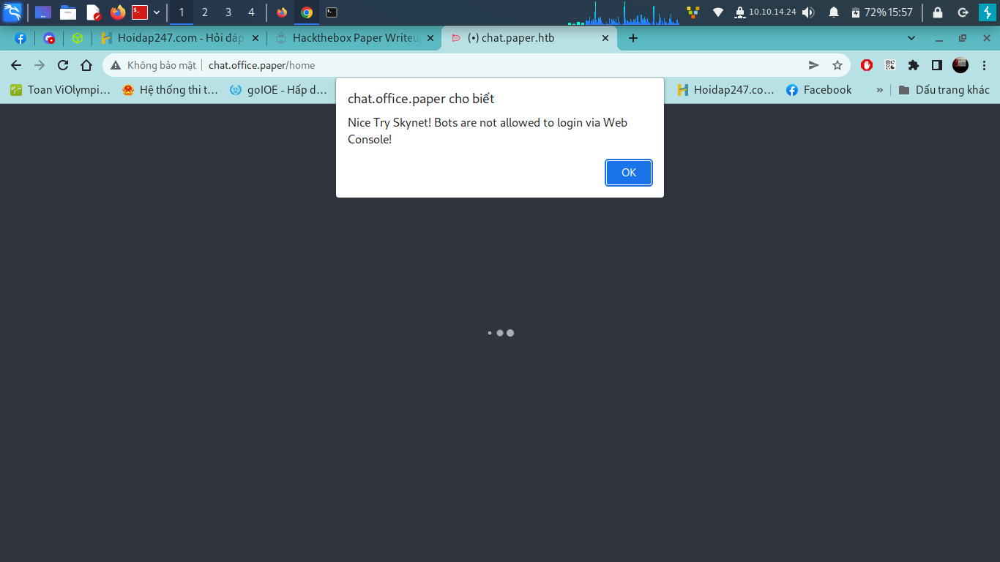 1 2 3 4 10.10.14.24 72% 15:57
Hoidap247.com - Hỏi đáp Hackthebox Paper Writeu (•) chat.paper.htb
Không bảo mật chat.office.paper/home
Toan ViOlympi… Hệ thống thi t… goIOE - Hấp d… Hoidap247.co… Facebook » Dấu trang khác
chat.office.paper cho biết
Nice Try Skynet! Bots are not allowed to login via Web
Console!
OK